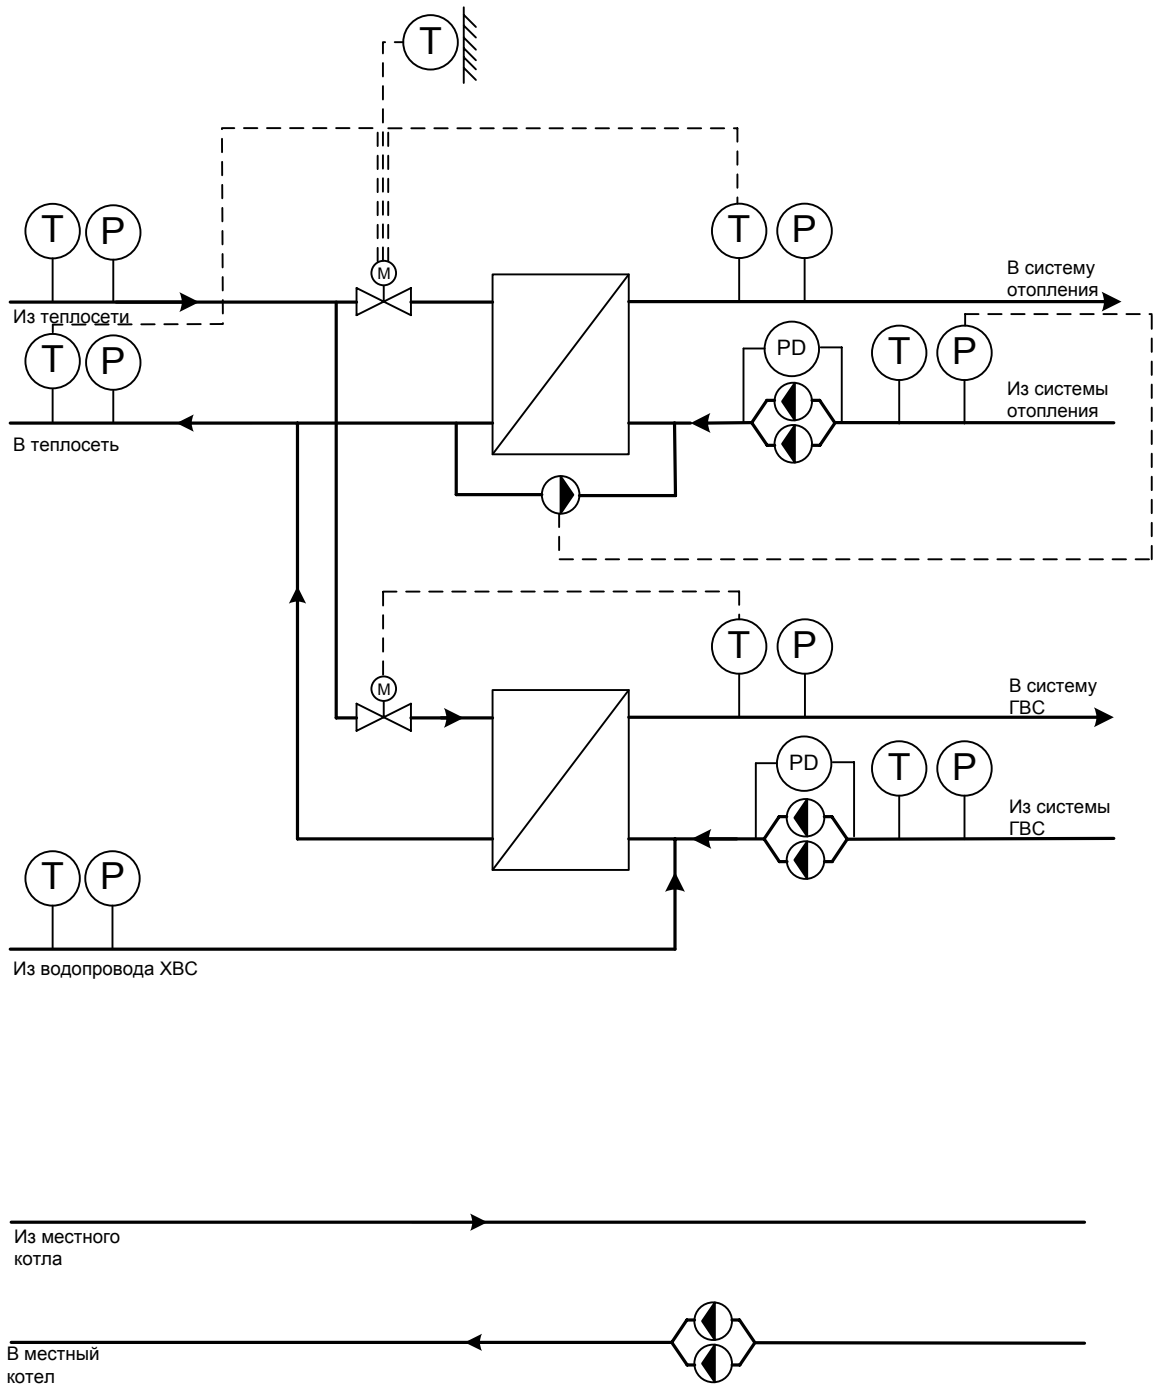 T
T
P
M
T
P
В систему
отопления
Из теплосети
T
P
PD
T
P
Из системы
отопления
В теплосеть
T
P
M
В систему
ГВС
PD
T
P
Из системы
ГВС
T
P
Из водопровода ХВС
Из местного
котла
В местный
котел